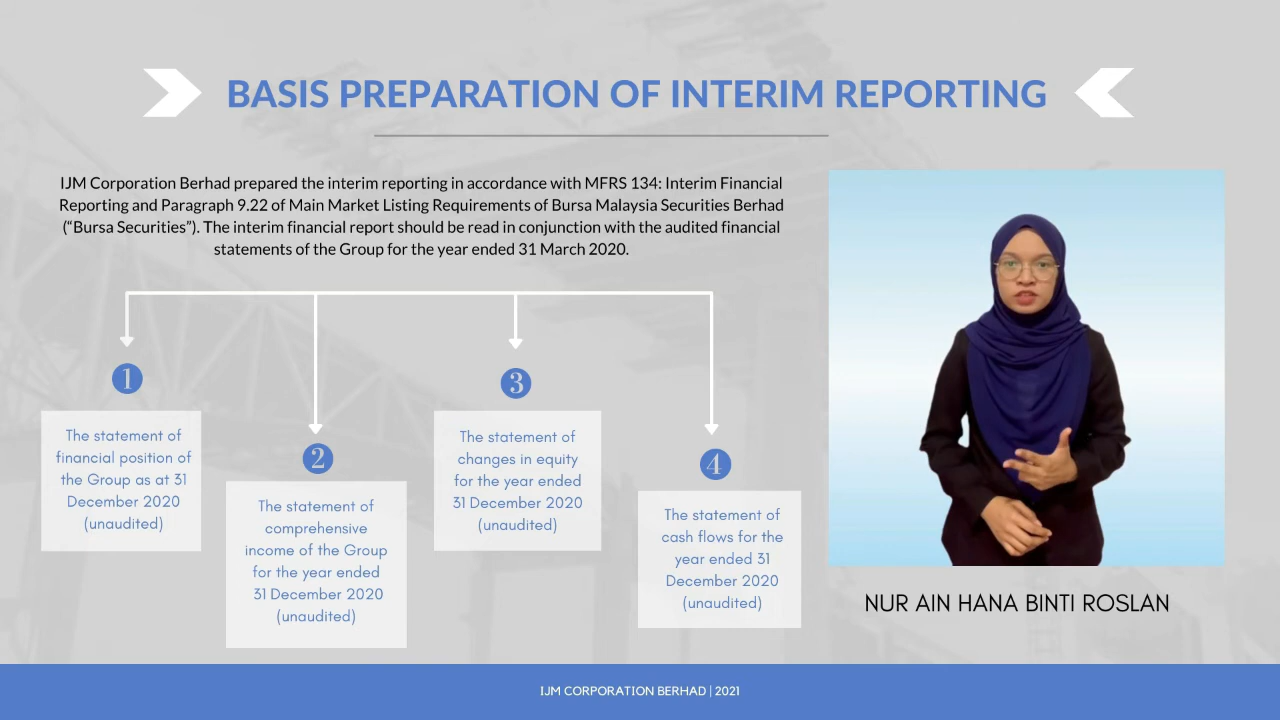 BASIS PREPARATION OF INTERIM REPORTING
IJM Corporation Berhad prepared the interim reporting in accordance with MFRS 134: Interim Financial
Reporting and Paragraph 9.22 of Main Market Listing Requirements of Bursa Malaysia Securities Berhad
(“Bursa Securities”). The interim financial report should be read in conjunction with the audited financial
statements of the Group for the year ended 31 March 2020.
1
The statement of
financial position of
the Group as at 31
December 2020
(unaudited)
2
The statement of
comprehensive
income of the Group
for the year ended
31 December 2020
(unaudited)
3
The statement of
changes in equity
for the year ended
31 December 2020
(unaudited)
4
The statement of
cash flows for the
year ended 31
December 2020
(unaudited)
NUR AIN HANA BINTI ROSLAN
IJM CORPORATION BERHAD | 2021